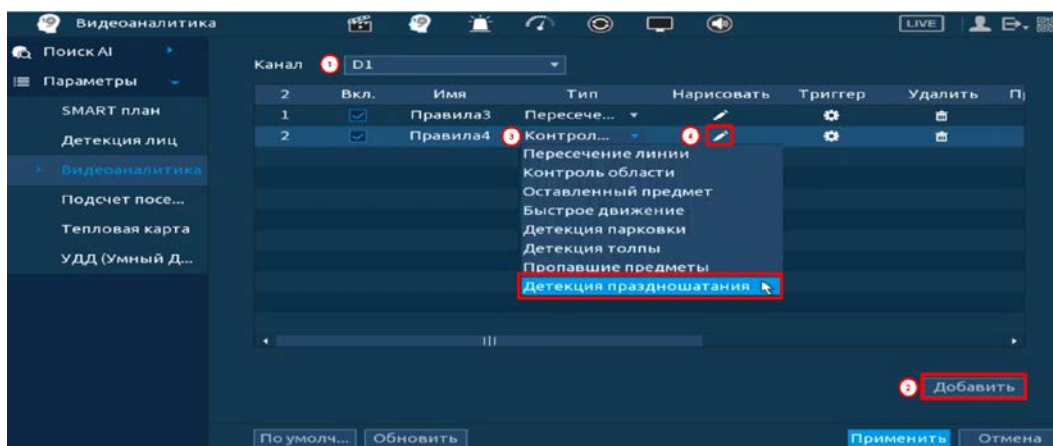 Видеоаналитика
LIVE
Поиск AI
Параметры
SMART план
Детекция лиц
Видеоаналитика
Подсчет посе...
Тепловая карта
УДД (Умный Д...
Канал 1 D1
2 Вкл. Имя Тип Нарисовать Триггер Удалить П
1 Правила3 Пересече...
2 Правила4 3 Контрол... 4
Пересечение линии
Контроль области
Оставленный предмет
Быстрое движение
Детекция парковки
Детекция толпы
Пропавшие предметы
Детекция праздношатания
2 Добавить
По умолч... Обновить Применить Отмена